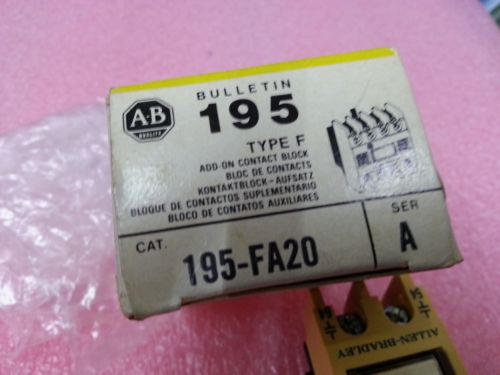 BULLETIN
A-B
QUALITY
195
TYPE F
ADD-ON CONTACT BLOCK
BLOC DE CONTACTS
KONTAKTBLOCK-AUFSATZ
BLOQUE DE CONTACTOS SUPLEMENTARIO
BLOCO DE CONTATOS AUXILIARES
CAT.
195-FA20
SER
A
ALLEN-BRADLEY